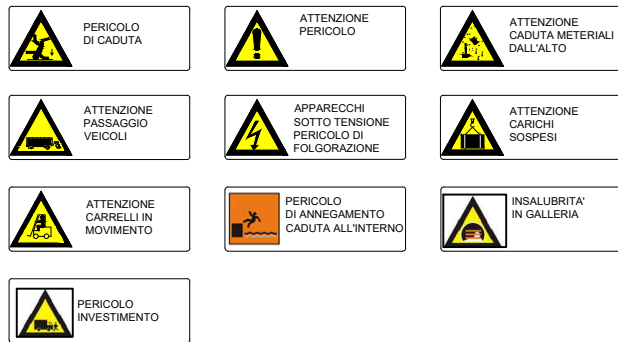 PERICOLO
DI CADUTA
ATTENZIONE
PERICOLO
ATTENZIONE
CADUTA METERIALI
DALL'ALTO
ATTENZIONE
PASSAGGIO
VEICOLI
APPARECCHI
SOTTO TENSIONE
PERICOLO DI
FOLGORAZIONE
ATTENZIONE
CARICHI
SOSPESI
ATTENZIONE
CARRELLI IN
MOVIMENTO
PERICOLO
DI ANNEGAMENTO
CADUTA ALL'INTERNO
INSALUBRITA'
IN GALLERIA
PERICOLO
INVESTIMENTO